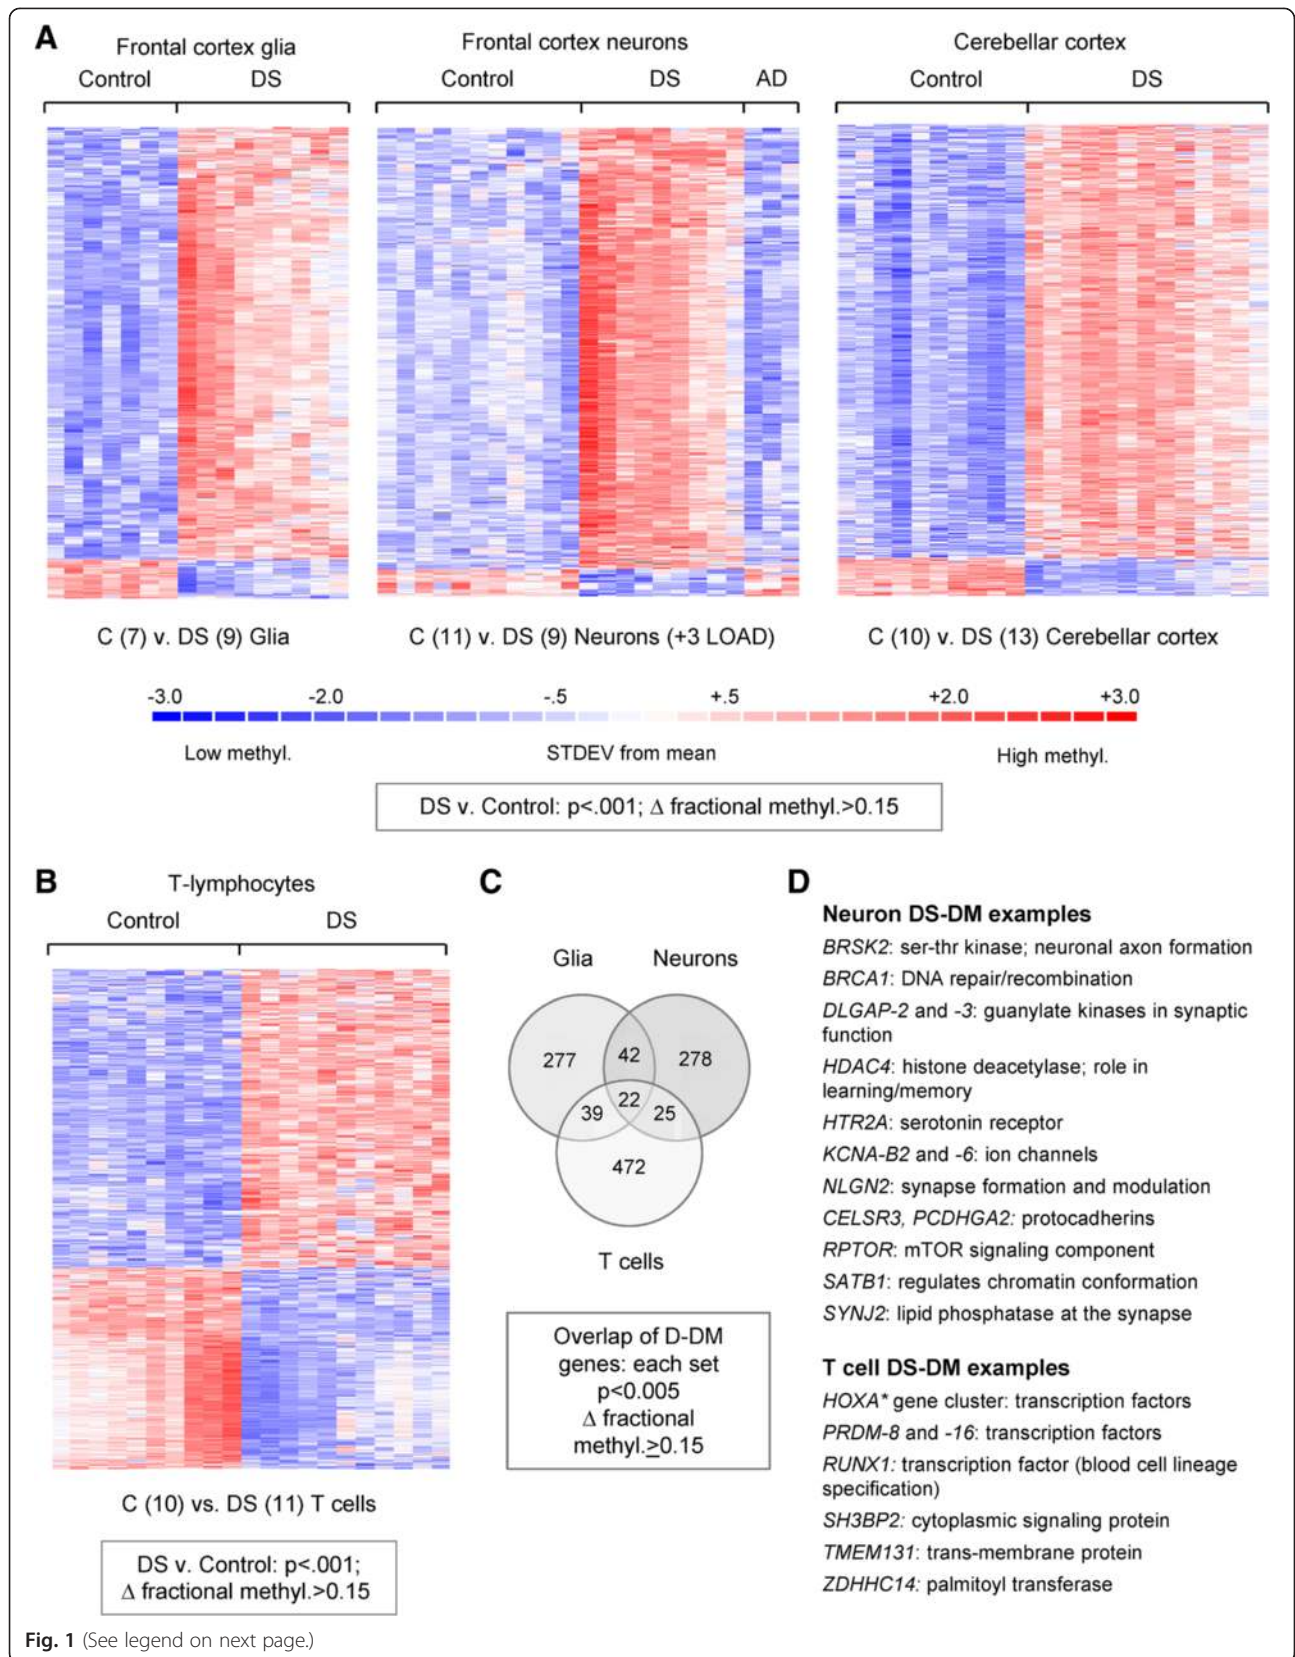 A
Frontal cortex glia
Control DS
Frontal cortex neurons
Control DS AD
Cerebellar cortex
Control DS
C (7) v. DS (9) Glia
C (11) v. DS (9) Neurons (+3 LOAD)
C (10) v. DS (13) Cerebellar cortex
-3.0 -2.0 -.5 +.5 +2.0 +3.0
Low methyl. STDEV from mean High methyl.
DS v. Control: p<.001; Δ fractional methyl.>0.15
B
T-lymphocytes
Control DS
C (10) vs. DS (11) T cells
DS v. Control: p<.001;
Δ fractional methyl.>0.15
C
Glia Neurons
277 42 278
22
39 25
472
T cells
Overlap of D-DM
genes: each set
p<0.005
Δ fractional
methyl.≥0.15
D
Neuron DS-DM examples
BRSK2: ser-thr kinase; neuronal axon formation
BRCA1: DNA repair/recombination
DLGAP-2 and -3: guanylate kinases in synaptic
function
HDAC4: histone deacetylase; role in
learning/memory
HTR2A: serotonin receptor
KCNA-B2 and -6: ion channels
NLGN2: synapse formation and modulation
CELSR3, PCDHGA2: protocadherins
RPTOR: mTOR signaling component
SATB1: regulates chromatin conformation
SYNJ2: lipid phosphatase at the synapse
T cell DS-DM examples
HOXA* gene cluster: transcription factors
PRDM-8 and -16: transcription factors
RUNX1: transcription factor (blood cell lineage
specification)
SH3BP2: cytoplasmic signaling protein
TMEM131: trans-membrane protein
ZDHHC14: palmitoyl transferase
Fig. 1 (See legend on next page.)